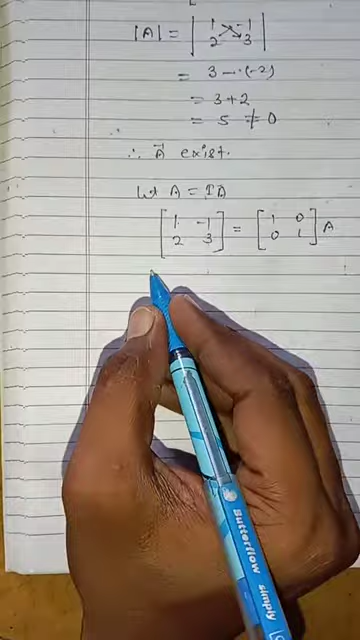 |A| = | 1 -1 |
| 2 3 |
= 3 - (-2)
= 3 + 2
= 5 ≠ 0
∴ A⁻¹ exist.
Let A = IA
[ 1 -1 ] = [ 1 0 ] A
[ 2 3 ] [ 0 1 ]
Butterflow simply